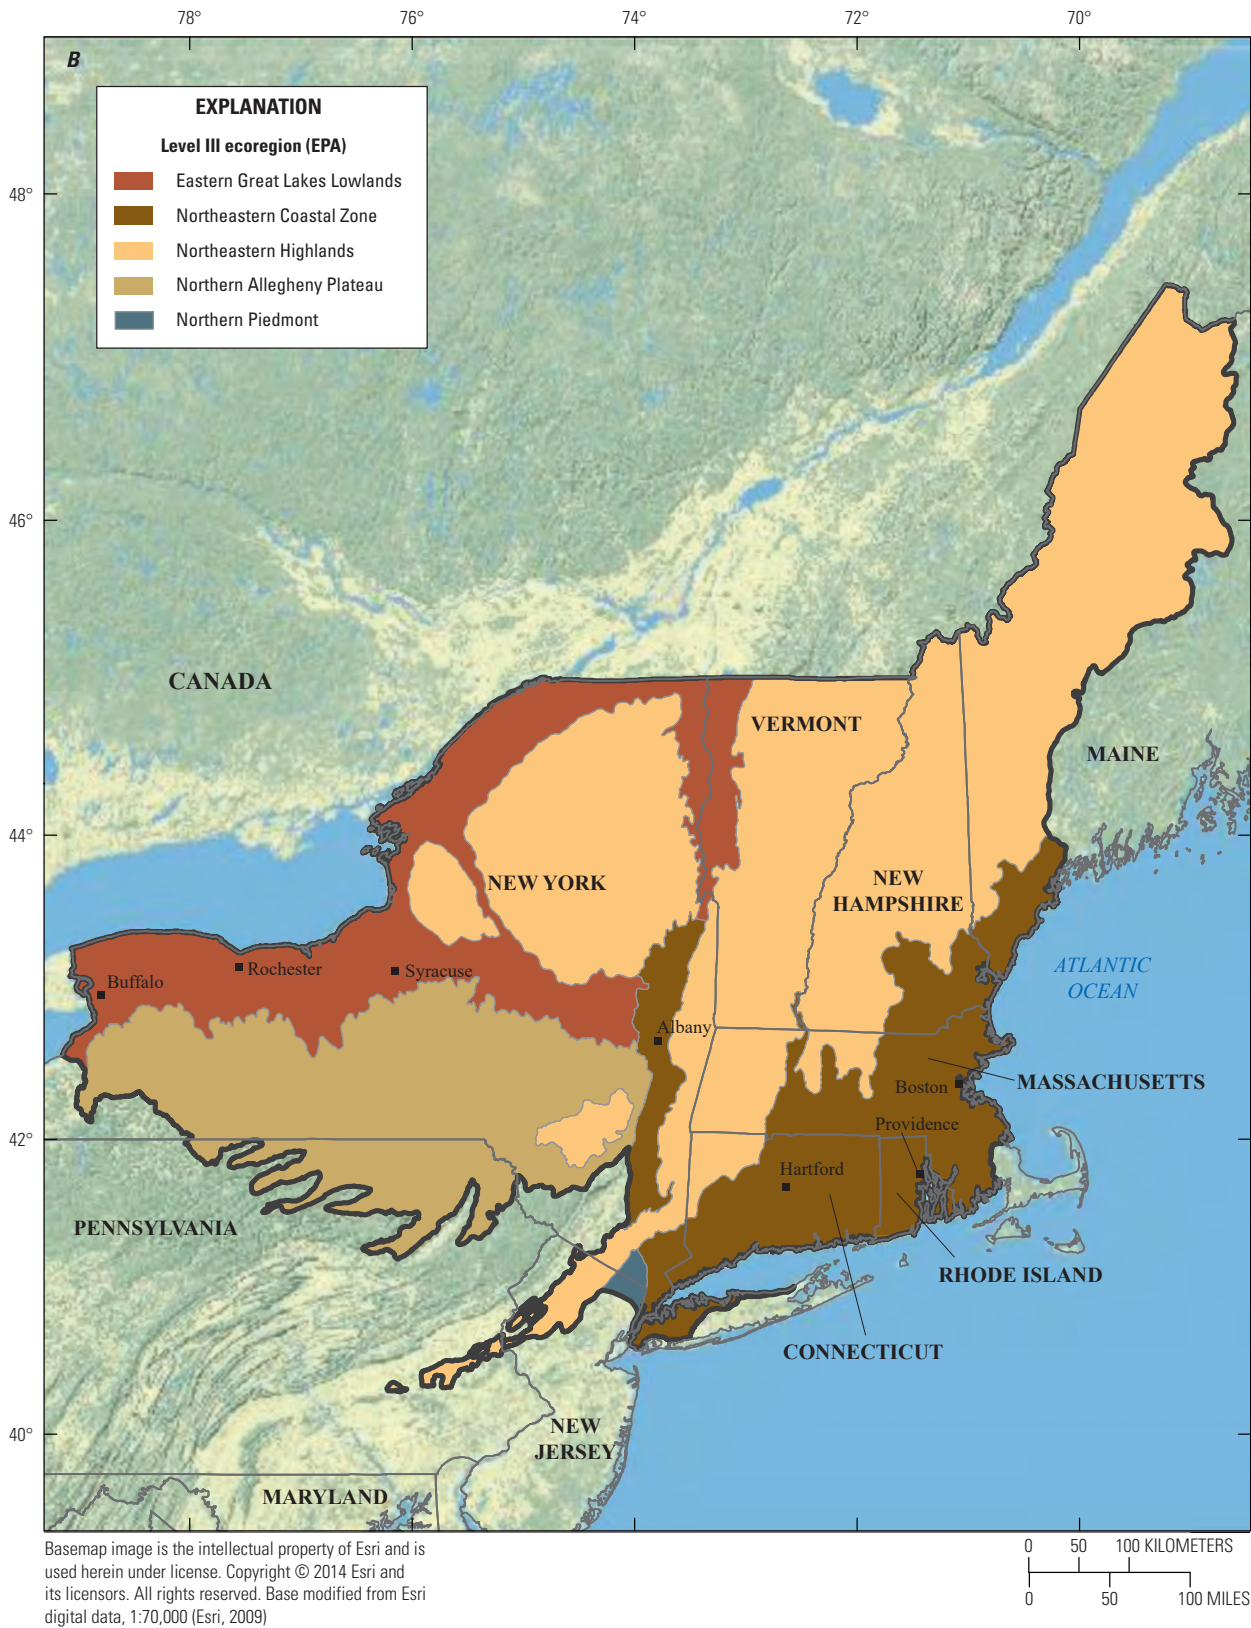 78°
76°
74°
72°
70°
B
EXPLANATION
Level III ecoregion (EPA)
Eastern Great Lakes Lowlands
Northeastern Coastal Zone
Northeastern Highlands
Northern Allegheny Plateau
Northern Piedmont
48°
46°
CANADA
VERMONT
MAINE
44°
NEW YORK
NEW
HAMPSHIRE
ATLANTIC
OCEAN
Buffalo
Rochester
Syracuse
Albany
Boston
MASSACHUSETTS
Providence
42°
Hartford
PENNSYLVANIA
RHODE ISLAND
CONNECTICUT
40°
NEW
JERSEY
MARYLAND
Basemap image is the intellectual property of Esri and is
used herein under license. Copyright © 2014 Esri and
its licensors. All rights reserved. Base modified from Esri
digital data, 1:70,000 (Esri, 2009)
0 50 100 KILOMETERS
0 50 100 MILES